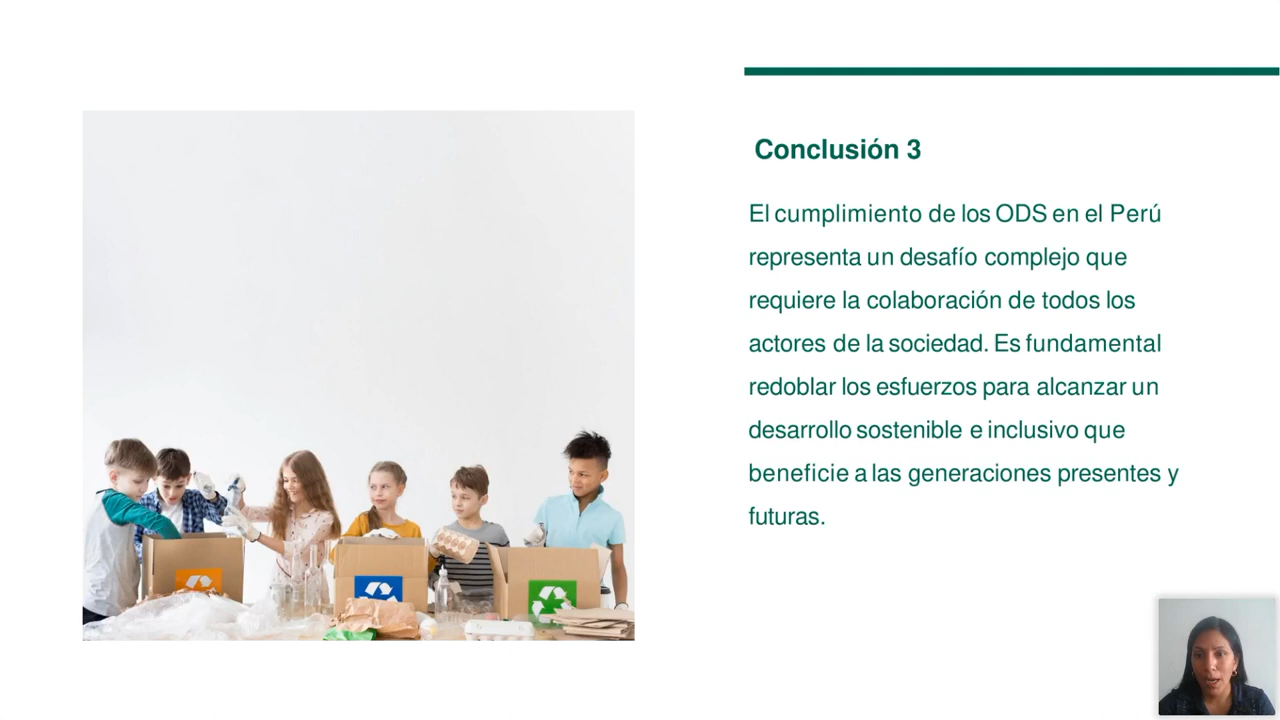 Conclusión 3
El cumplimiento de los ODS en el Perú
representa un desafío complejo que
requiere la colaboración de todos los
actores de la sociedad. Es fundamental
redoblar los esfuerzos para alcanzar un
desarrollo sostenible e inclusivo que
beneficie a las generaciones presentes y
futuras.